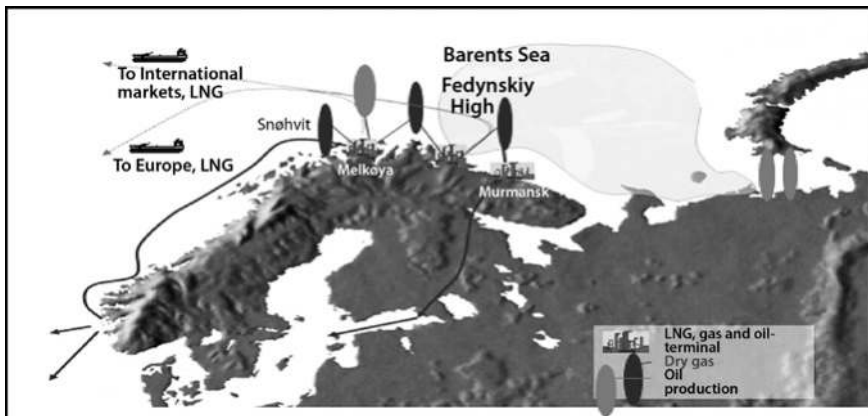 Barents Sea
Fedynskiy
High
To International
markets, LNG
Snøhvit
To Europe, LNG
Melkøya
Murmansk
LNG, gas and oil-
terminal
Dry gas
Oil
production